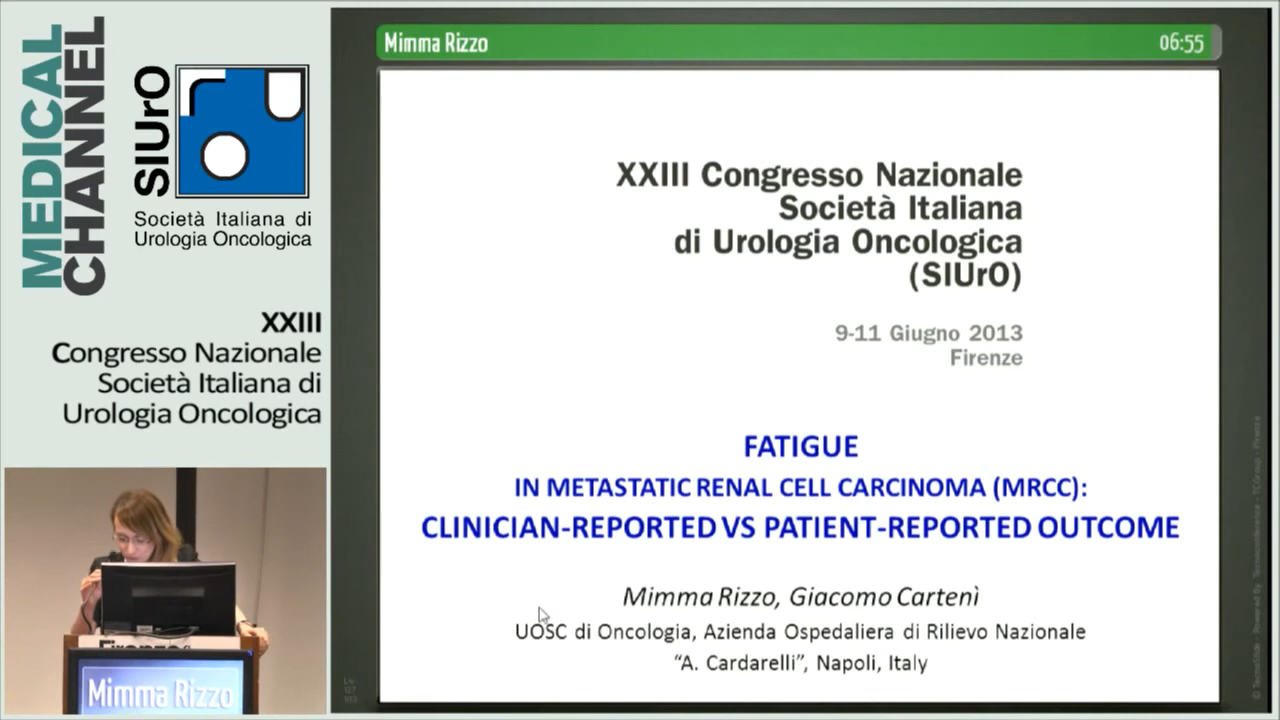 MEDICAL
CHANNEL
SIUrO
Società Italiana di
Urologia Oncologica
XXIII
Congresso Nazionale
Società Italiana di
Urologia Oncologica
Mimma Rizzo
06:55
XXIII Congresso Nazionale
Società Italiana
di Urologia Oncologica
(SIUrO)
9-11 Giugno 2013
Firenze
FATIGUE
IN METASTATIC RENAL CELL CARCINOMA (MRCC):
CLINICIAN-REPORTED VS PATIENT-REPORTED OUTCOME
Mimma Rizzo, Giacomo Cartenì
UOSC di Oncologia, Azienda Ospedaliera di Rilievo Nazionale
“A. Cardarelli”, Napoli, Italy
Mimma Rizzo